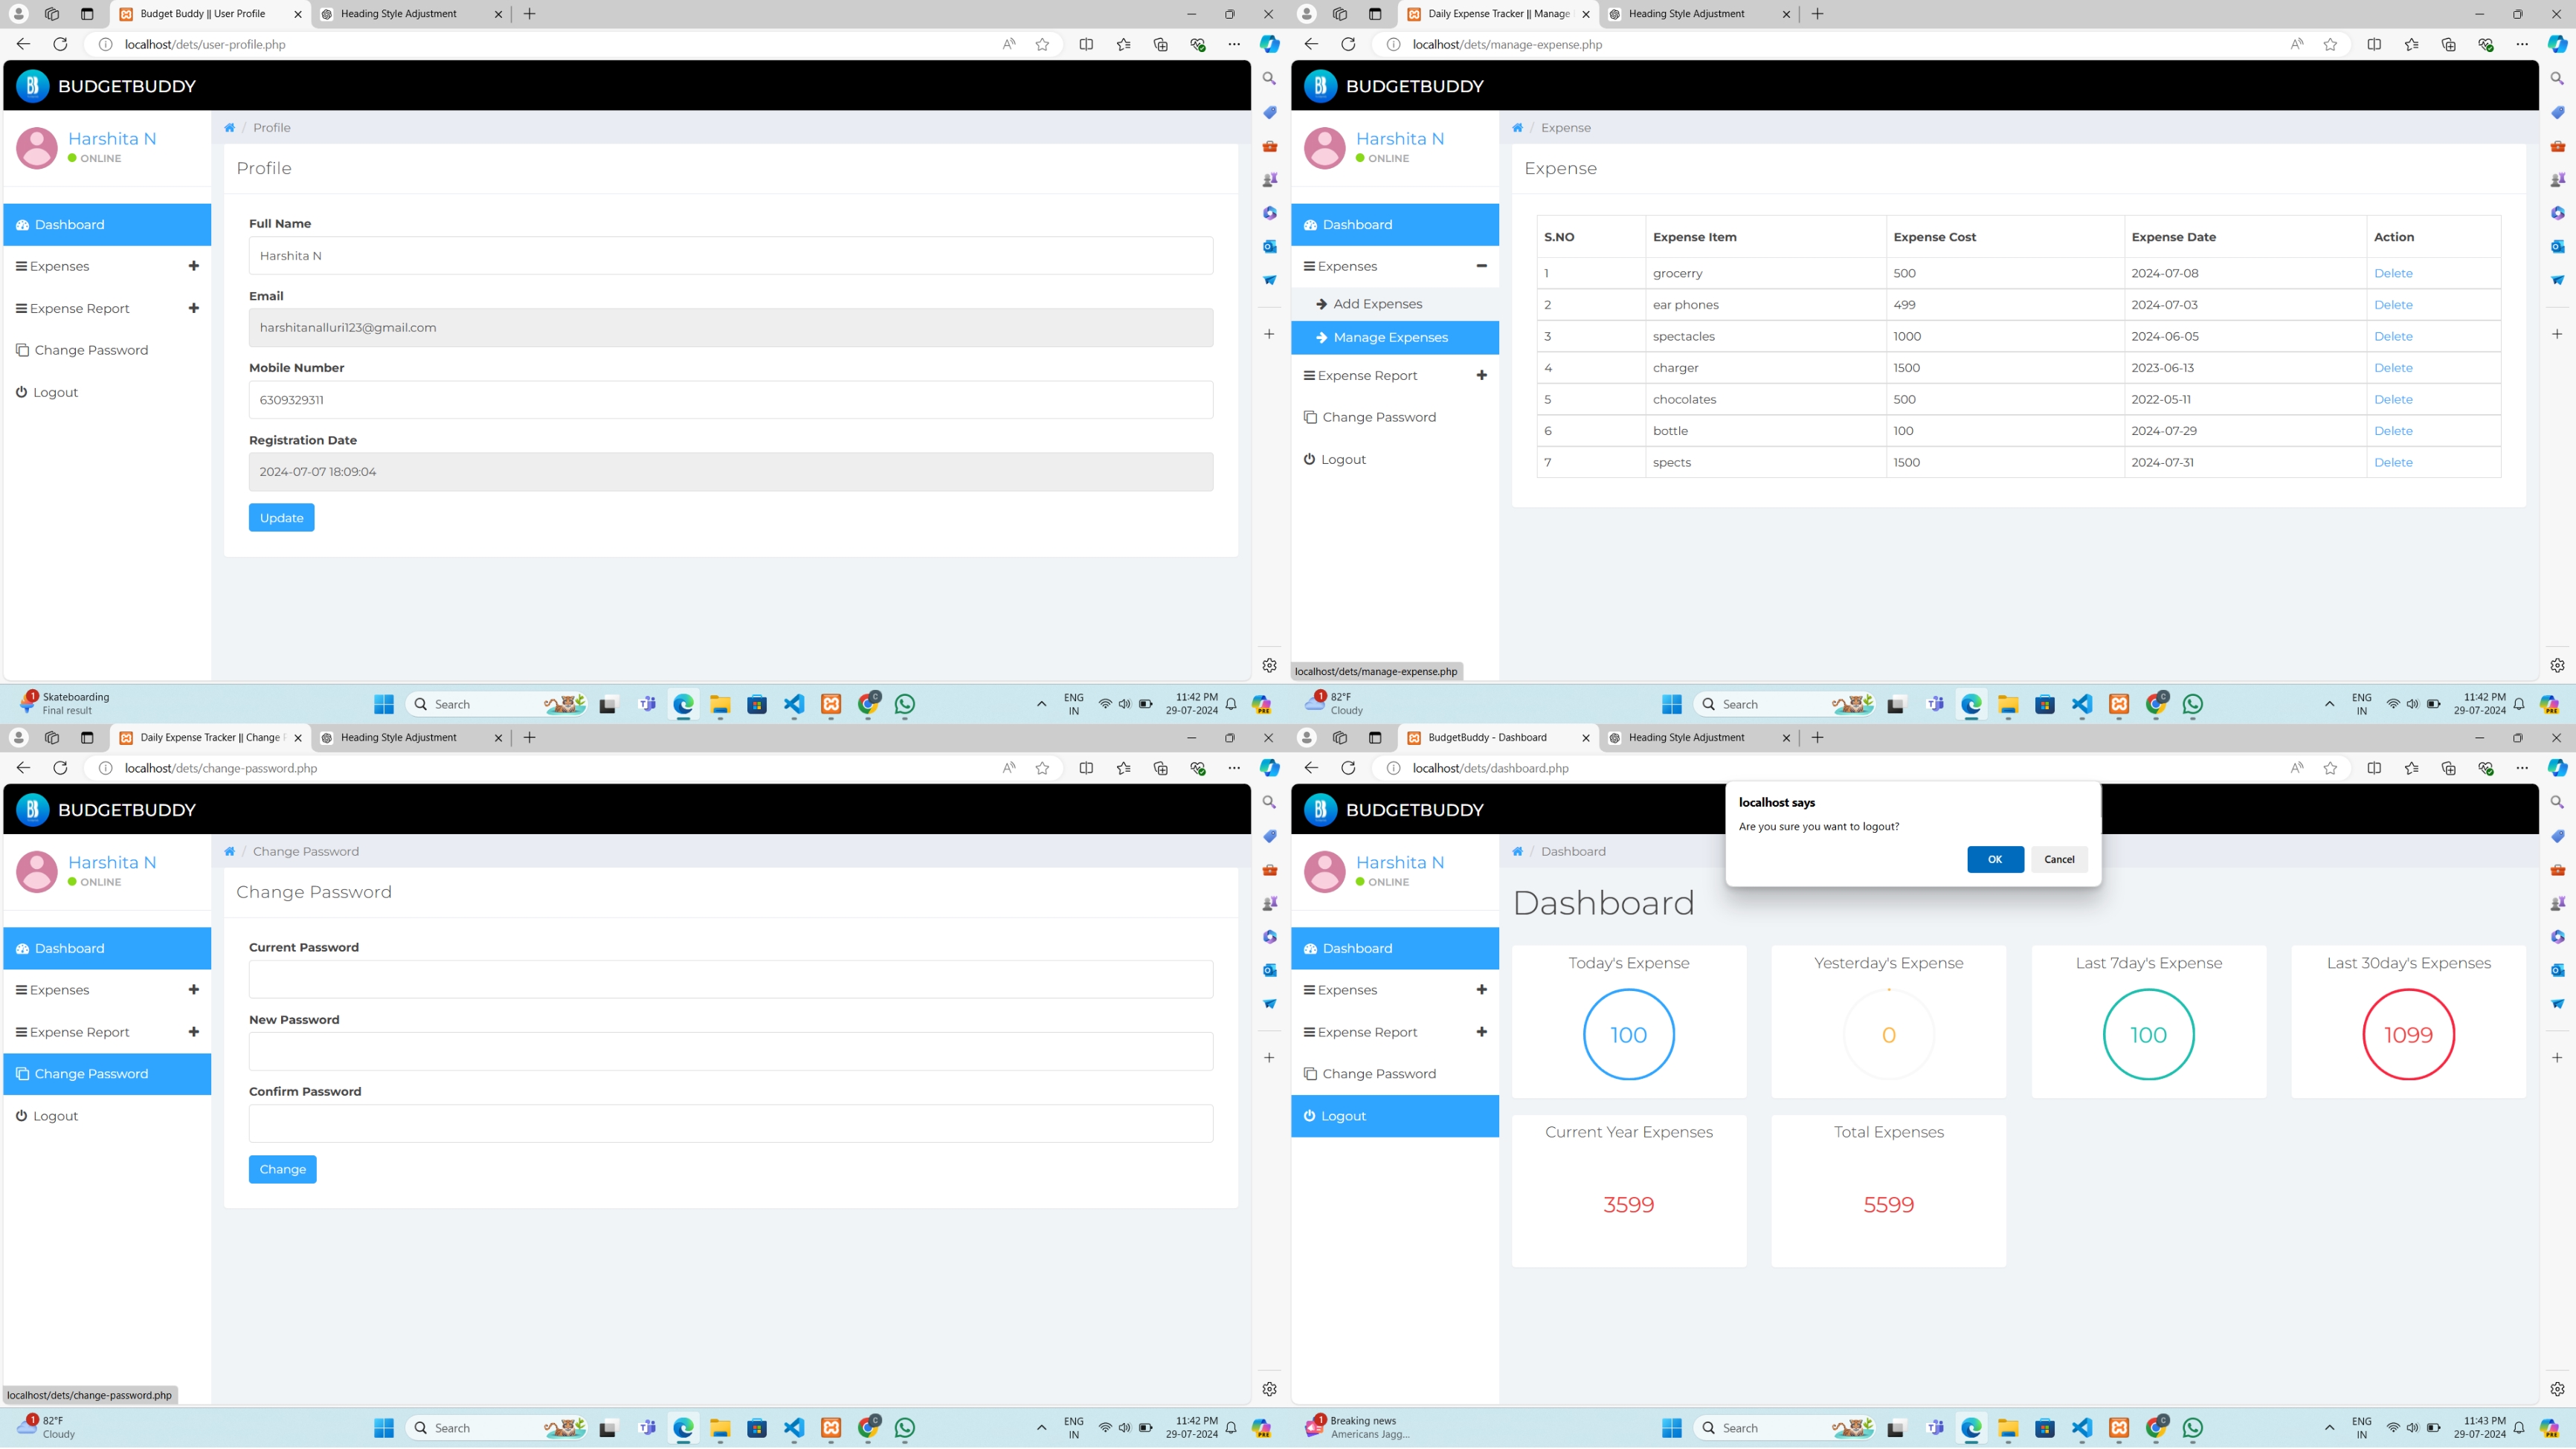 Budget Buddy || User Profile
Heading Style Adjustment
localhost/dets/user-profile.php
BUDGETBUDDY
Harshita N
ONLINE
Dashboard
Expenses
Expense Report
Change Password
Logout
/ Profile
Profile
Full Name
Harshita N
Email
harshitanalluri123@gmail.com
Mobile Number
6309329311
Registration Date
2024-07-07 18:09:04
Update
1
Skateboarding
Final result
Search
ENG
IN
11:42 PM
29-07-2024
Daily Expense Tracker || Manage
Heading Style Adjustment
localhost/dets/manage-expense.php
BUDGETBUDDY
Harshita N
ONLINE
Dashboard
Expenses
Add Expenses
Manage Expenses
Expense Report
Change Password
Logout
/ Expense
Expense
S.NO Expense Item Expense Cost Expense Date Action
1 grocerry 500 2024-07-08 Delete
2 ear phones 499 2024-07-03 Delete
3 spectacles 1000 2024-06-05 Delete
4 charger 1500 2023-06-13 Delete
5 chocolates 500 2022-05-11 Delete
6 bottle 100 2024-07-29 Delete
7 spects 1500 2024-07-31 Delete
localhost/dets/manage-expense.php
1
82°F
Cloudy
Search
ENG
IN
11:42 PM
29-07-2024
Daily Expense Tracker || Change
Heading Style Adjustment
localhost/dets/change-password.php
BUDGETBUDDY
Harshita N
ONLINE
Dashboard
Expenses
Expense Report
Change Password
Logout
/ Change Password
Change Password
Current Password
New Password
Confirm Password
Change
localhost/dets/change-password.php
1
82°F
Cloudy
Search
ENG
IN
11:42 PM
29-07-2024
BudgetBuddy - Dashboard
Heading Style Adjustment
localhost/dets/dashboard.php
BUDGETBUDDY
localhost says
Are you sure you want to logout?
OK
Cancel
Harshita N
ONLINE
Dashboard
Expenses
Expense Report
Change Password
Logout
/ Dashboard
Dashboard
Today's Expense
100
Yesterday's Expense
0
Last 7day's Expense
100
Last 30day's Expenses
1099
Current Year Expenses
3599
Total Expenses
5599
1
Breaking news
Americans Jagg...
Search
ENG
IN
11:43 PM
29-07-2024